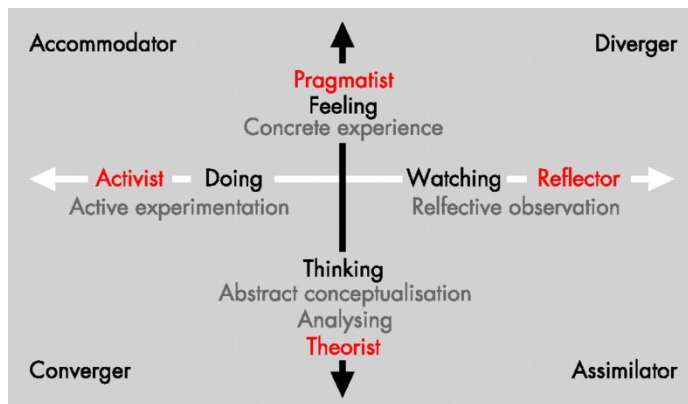 Accommodator
Diverger
Pragmatist
Feeling
Concrete experience
Activist
Doing
Watching
Reflector
Active experimentation
Relfective observation
Thinking
Abstract conceptualisation
Analysing
Theorist
Converger
Assimilator